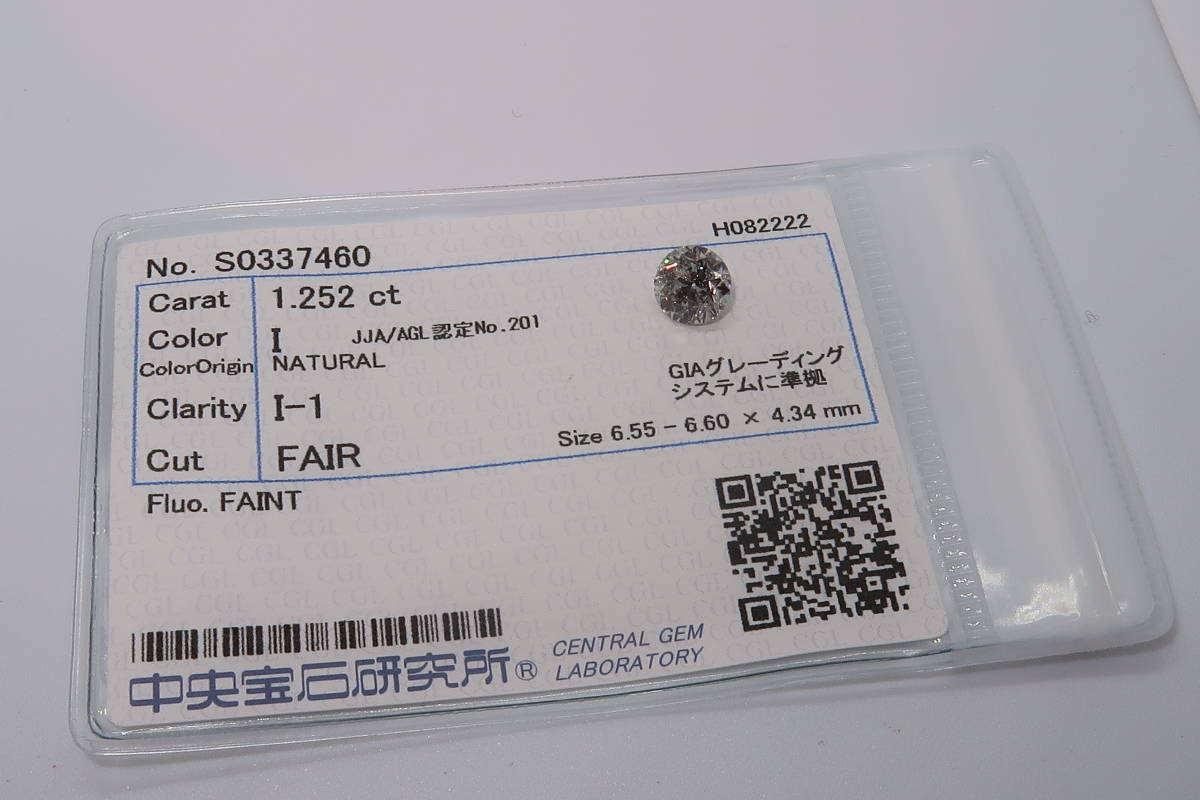 No. S0337460
H082222
Carat 1.252 ct
Color I JJA/AGL認定No.201
ColorOrigin NATURAL
GIAグレーディング
システムに準拠
Clarity I-1
Size 6.55 - 6.60 × 4.34 mm
Cut FAIR
Fluo. FAINT
中央宝石研究所®
CENTRAL GEM
LABORATORY